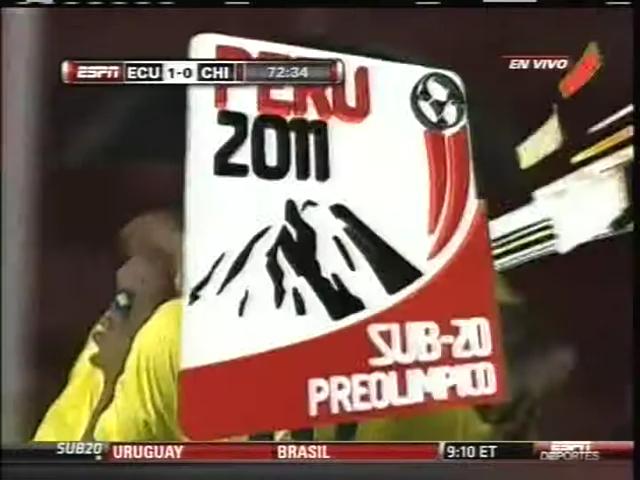 ESPN ECU 1-0 CHI 72:34
EN VIVO
PERU
2011
SUB-20
PREOLIMPICO
SUB20 URUGUAY BRASIL 9:10 ET ESPN
DEPORTES